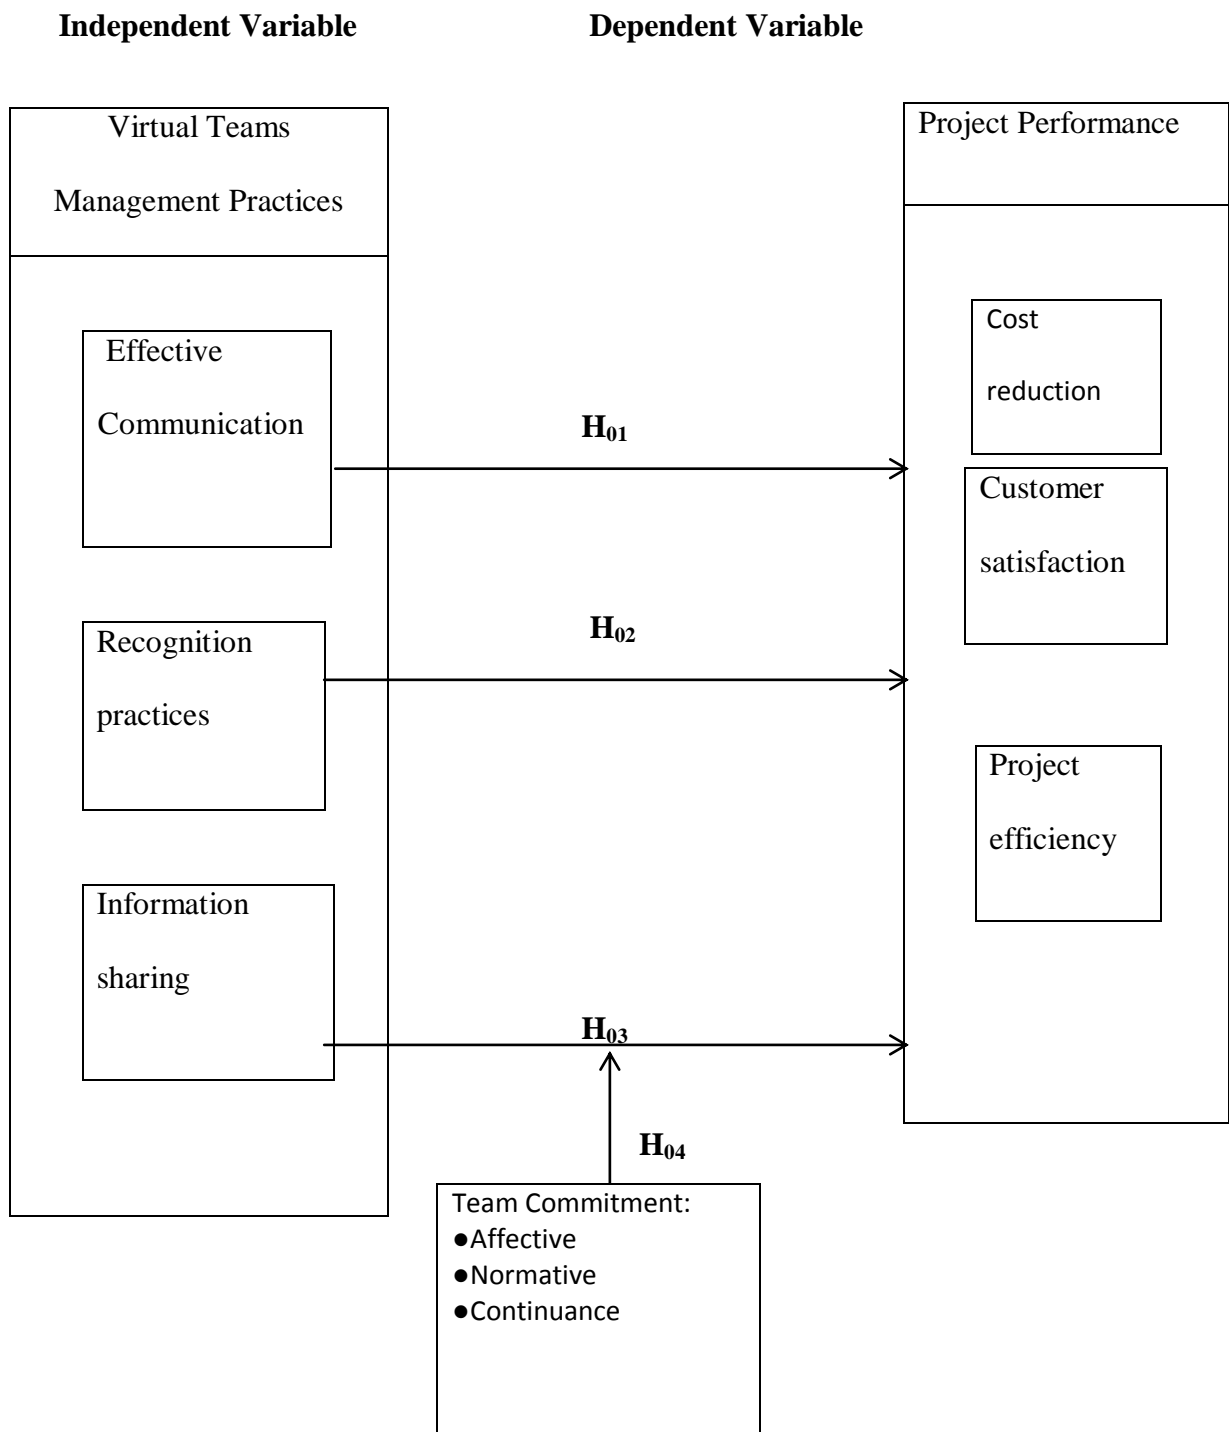 Independent Variable
Dependent Variable
Virtual Teams
Management Practices
Effective
Communication
Recognition
practices
Information
sharing
H01
H02
H03
H04
Project Performance
Cost
reduction
Customer
satisfaction
Project
efficiency
Team Commitment:
●Affective
●Normative
●Continuance